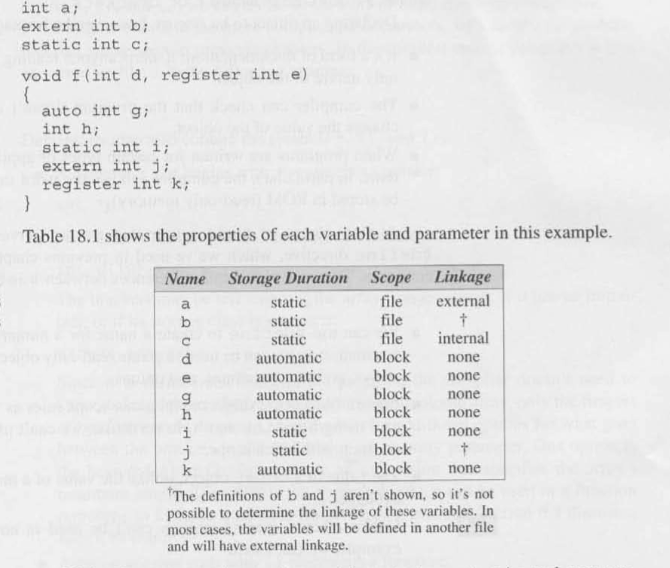 int a;
extern int b;
static int c;
void f(int d, register int e)
{
auto int g;
int h;
static int i;
extern int j;
register int k;
}
Table 18.1 shows the properties of each variable and parameter in this example.
Name Storage Duration Scope Linkage
a static file external
b static file †
c static file internal
d automatic block none
e automatic block none
g automatic block none
h automatic block none
i static block none
j static block †
k automatic block none
†The definitions of b and j aren't shown, so it's not
possible to determine the linkage of these variables. In
most cases, the variables will be defined in another file
and will have external linkage.